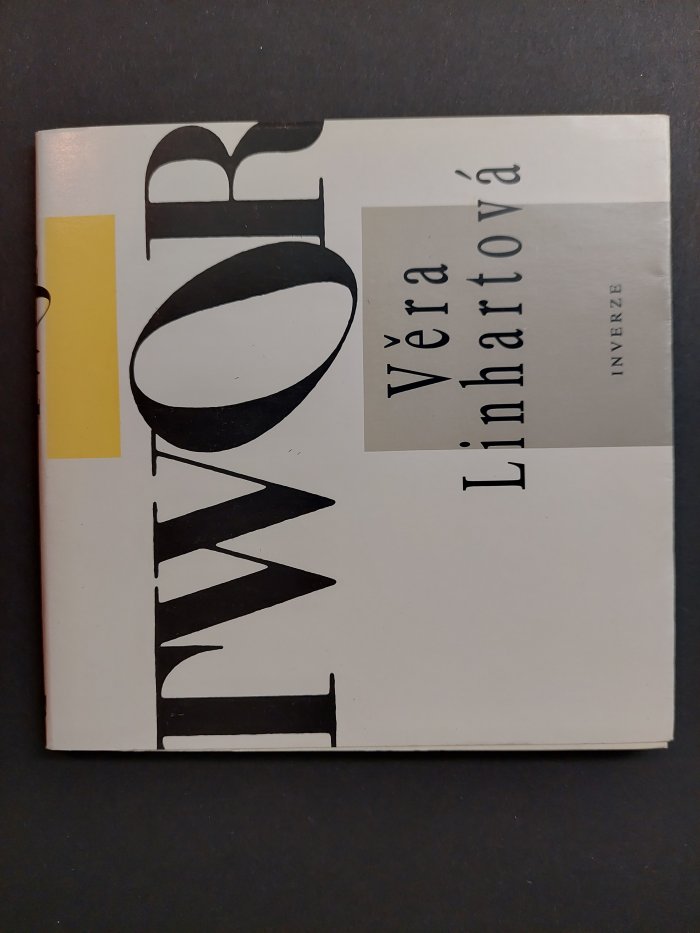 TWOR
Věra
Linhartová
INVERZE